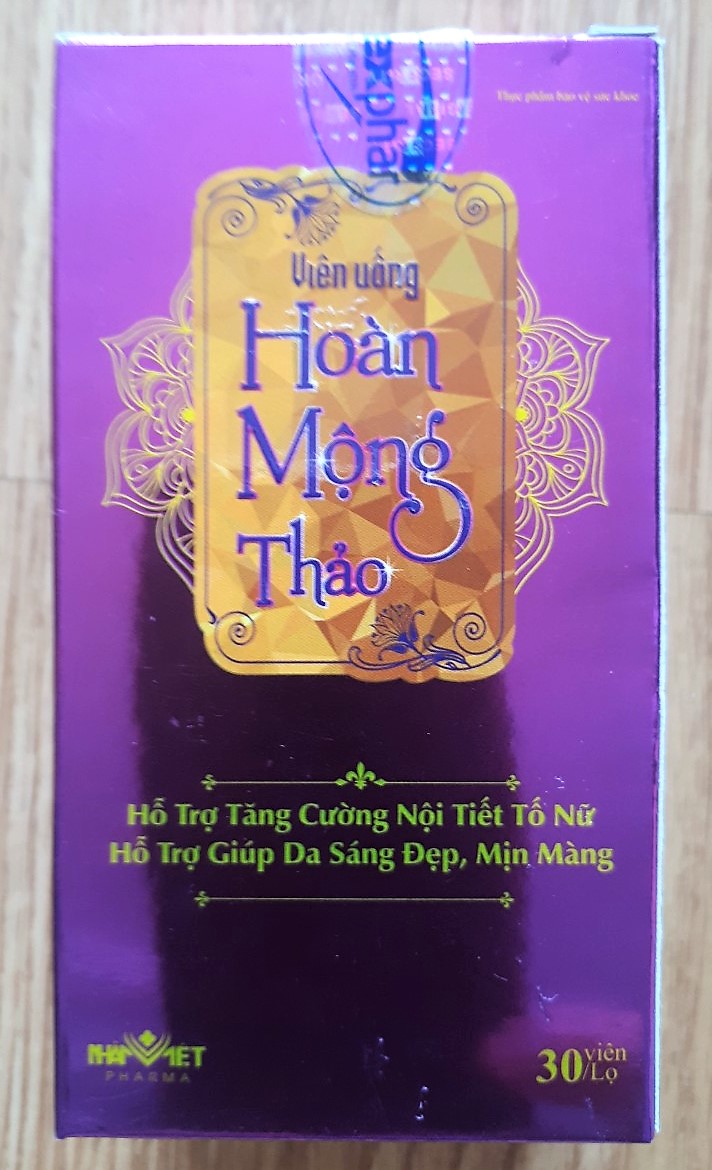 Thực phẩm bảo vệ sức khỏe
exphar
Viên uống
Hoàn
Mộng
Thảo
Hỗ Trợ Tăng Cường Nội Tiết Tố Nữ
Hỗ Trợ Giúp Da Sáng Đẹp, Mịn Màng
PHARMA
30 viên
/Lọ